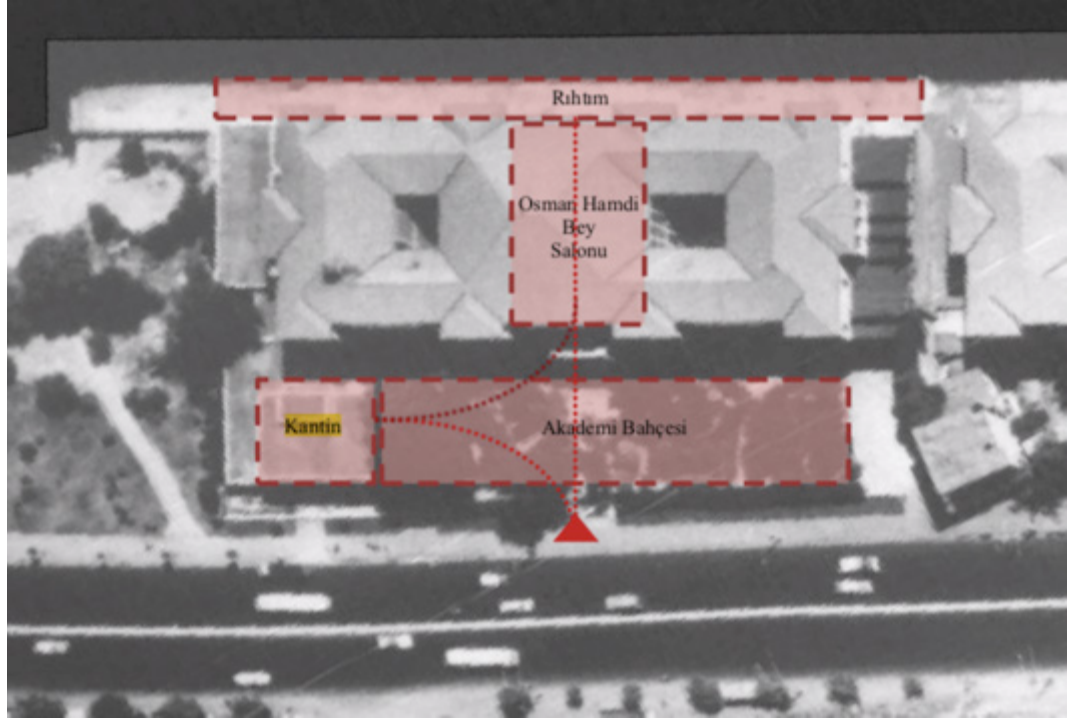 Rıhtım
Osman Hamdi
Bey
Salonu
Kantin
Akademi Bahçesi